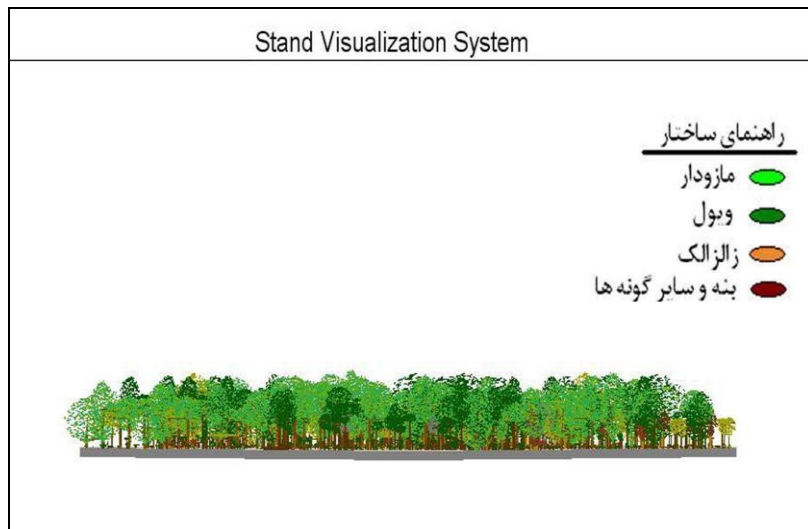 Stand Visualization System
راهنمای ساختار
مازودار
ویول
زالزالک
بنه و سایر گونه ها